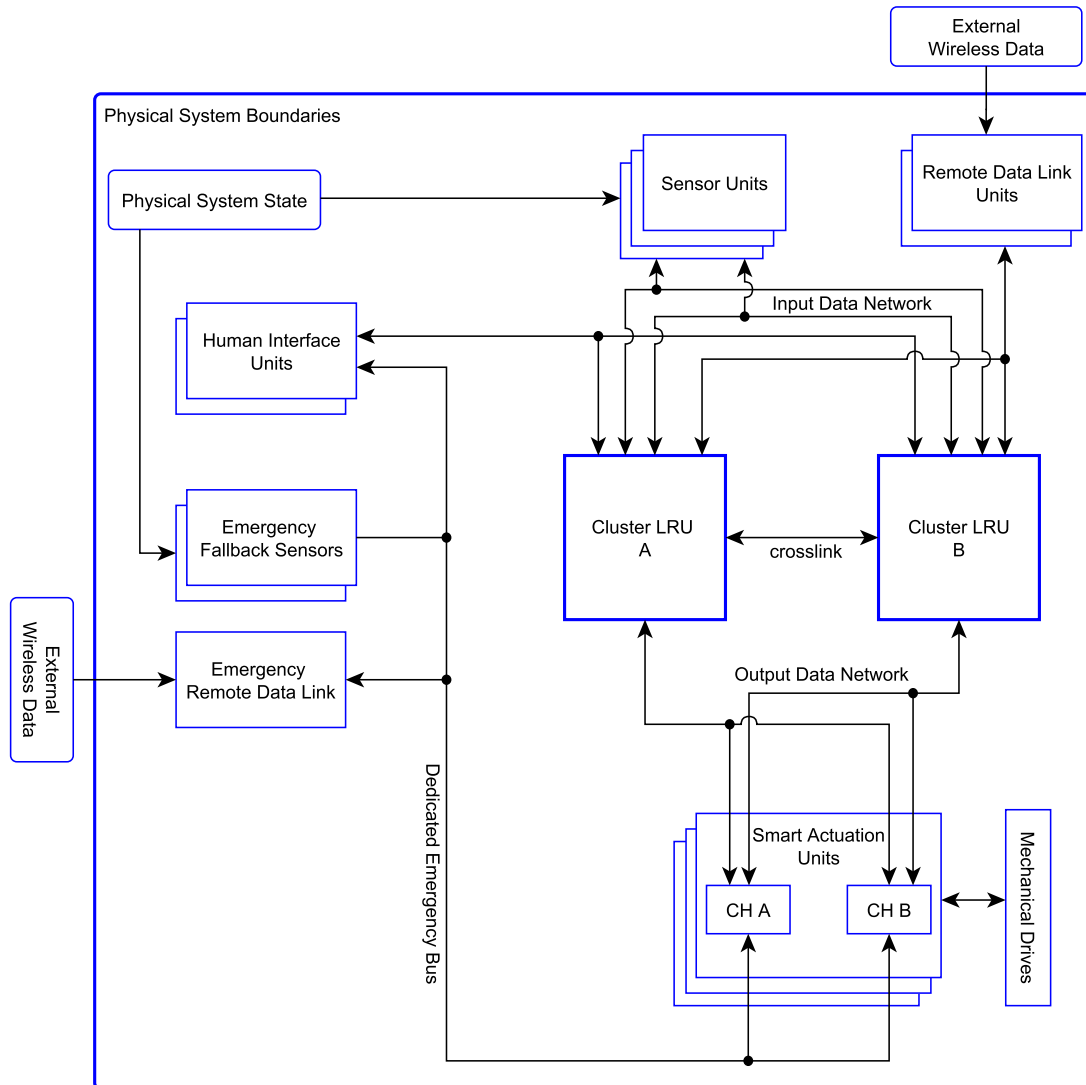 External
Wireless Data
Physical System Boundaries
Sensor Units
Remote Data Link
Units
Physical System State
Input Data Network
Human Interface
Units
Emergency
Fallback Sensors
Cluster LRU
A
crosslink
Cluster LRU
B
External
Wireless Data
Emergency
Remote Data Link
Output Data Network
Dedicated Emergency Bus
Smart Actuation
Units
CH A
CH B
Mechanical Drives